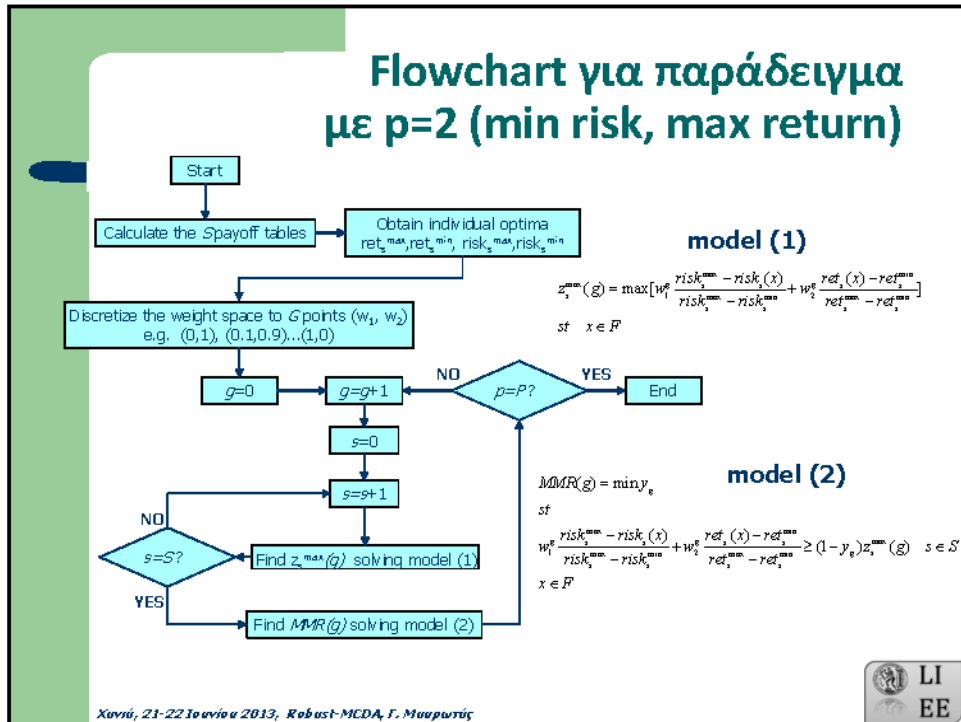 Flowchart για παράδειγμα
με p=2 (min risk, max return)
Start
Calculate the S payoff tables
Obtain individual optima
ret_s^max, ret_s^min, risk_s^max, risk_s^min
model (1)
z_s^max(g) = max[w_1^g (risk_s^max − risk_s(x))/(risk_s^max − risk_s^min) + w_2^g (ret_s(x) − ret_s^min)/(ret_s^max − ret_s^min)]
st x ∈ F
Discretize the weight space to G points (w₁, w₂)
e.g. (0,1), (0.1,0.9)...(1,0)
g=0
g=g+1
NO
p=P?
YES
End
s=0
s=s+1
NO
s=S?
YES
Find z_s^max(g) solving model (1)
Find MMR(g) solving model (2)
model (2)
MMR(g) = min y_g
st
w_1^g (risk_s^max − risk_s(x))/(risk_s^max − risk_s^min) + w_2^g (ret_s(x) − ret_s^min)/(ret_s^max − ret_s^min) ≥ (1 − y_g) z_s^max(g) s ∈ S
x ∈ F
Χανιά, 21-22 Ιουνίου 2013, Robust-MCDA, Γ. Μαυρωτάς
LI
EE